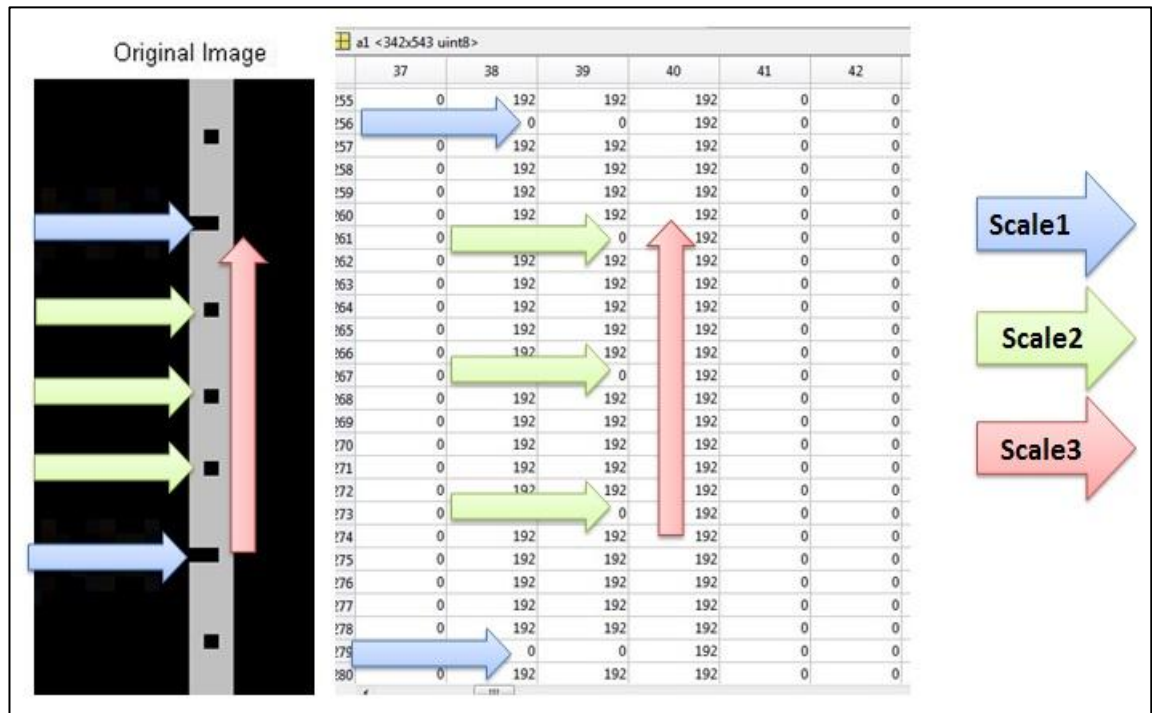 Original Image
a1 <342x543 uint8>
37 38 39 40 41 42
255 0 192 192 192 0 0
256 0 0 192 0 0
257 0 192 192 192 0 0
258 0 192 192 192 0 0
259 0 192 192 192 0 0
260 0 192 192 192 0 0
261 0 0 192 0 0
262 0 192 192 192 0 0
263 0 192 192 192 0 0
264 0 192 192 192 0 0
265 0 192 192 192 0 0
266 0 192 192 192 0 0
267 0 0 192 0 0
268 0 192 192 192 0 0
269 0 192 192 192 0 0
270 0 192 192 192 0 0
271 0 192 192 192 0 0
272 0 192 192 192 0 0
273 0 0 192 0 0
274 0 192 192 192 0 0
275 0 192 192 192 0 0
276 0 192 192 192 0 0
277 0 192 192 192 0 0
278 0 192 192 192 0 0
279 0 0 192 0 0
280 0 192 192 192 0 0
Scale1
Scale2
Scale3